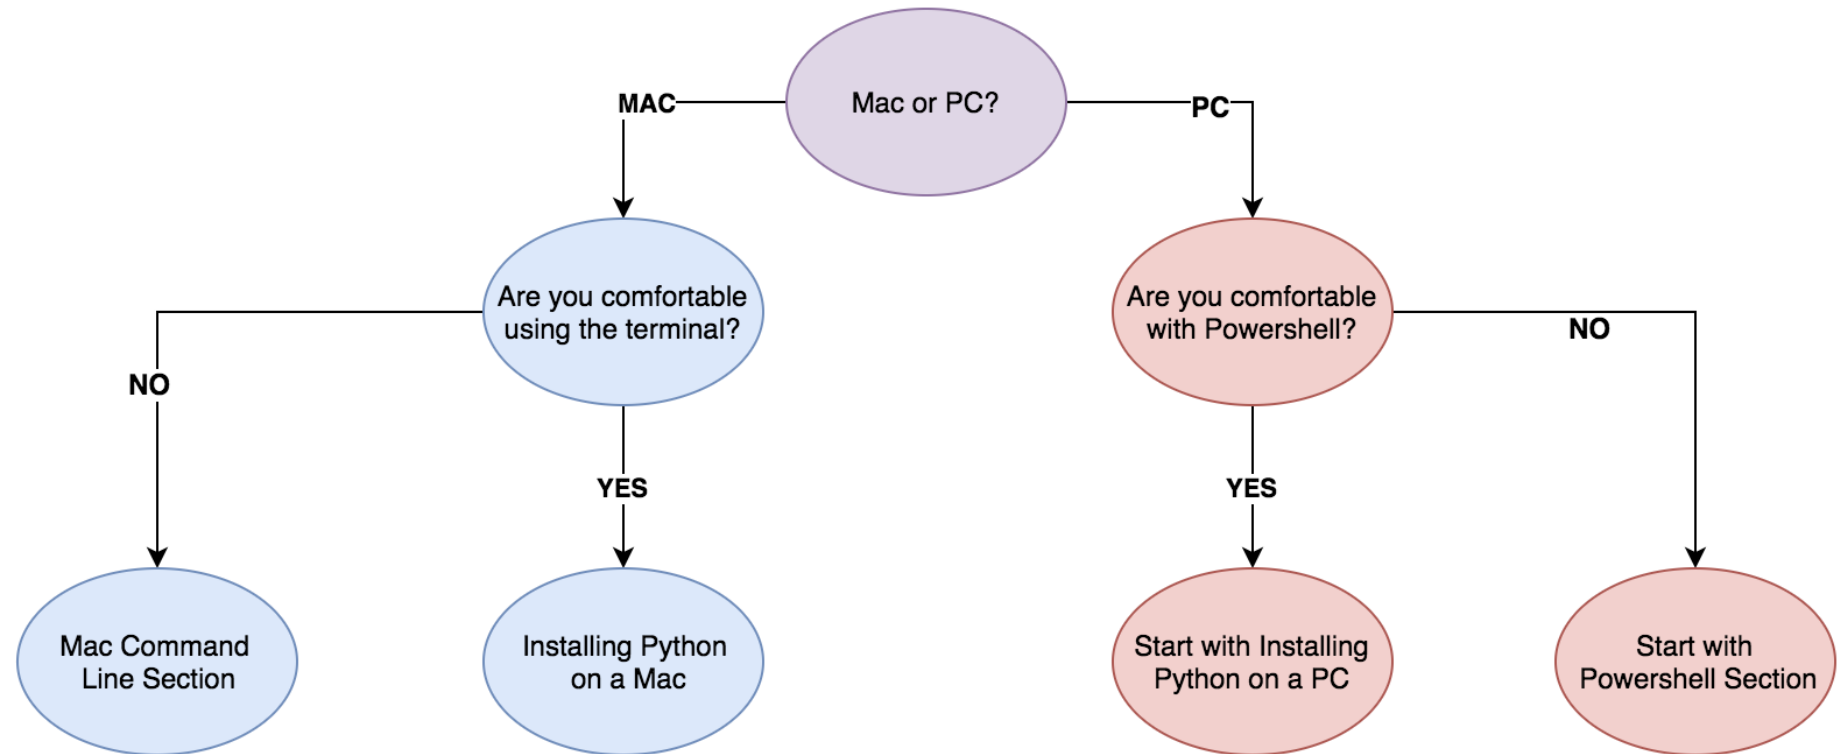 Mac or PC?
MAC
PC
Are you comfortable
using the terminal?
Are you comfortable
with Powershell?
NO
NO
YES
YES
Mac Command
Line Section
Installing Python
on a Mac
Start with Installing
Python on a PC
Start with
Powershell Section